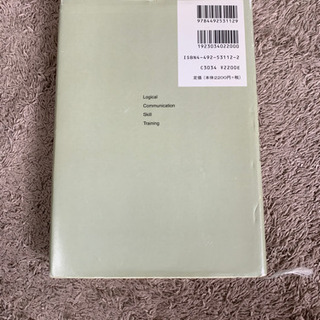 9784492531129
1923034022000
ISBN4-492-53112-2
C3034 ¥2200E
定価(本体2200円+税)
Logical
Communication
Skill
Training